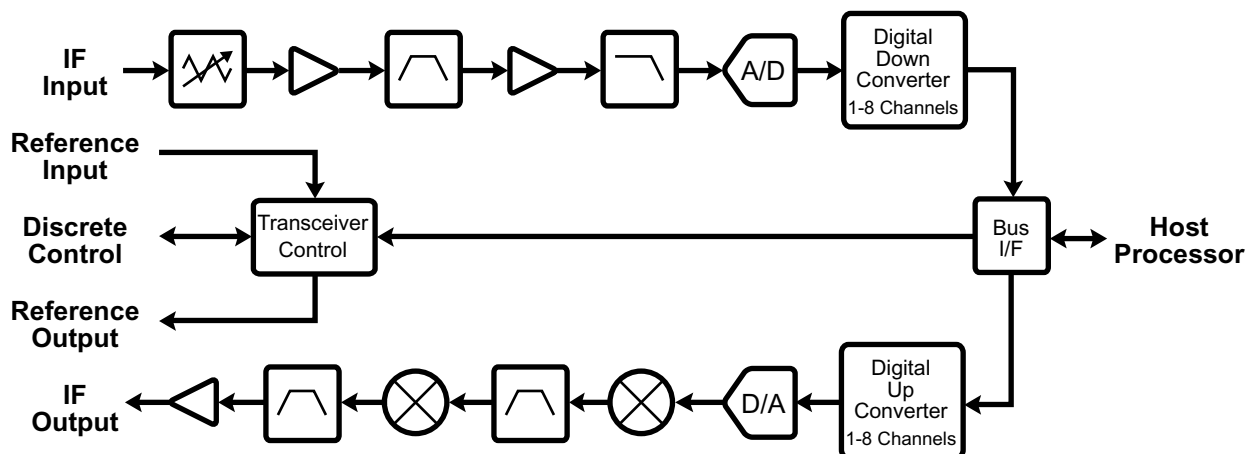 IF
Input
A/D
Digital
Down
Converter
1-8 Channels
Reference
Input
Discrete
Control
Transceiver
Control
Bus
I/F
Host
Processor
Reference
Output
IF
Output
D/A
Digital
Up
Converter
1-8 Channels